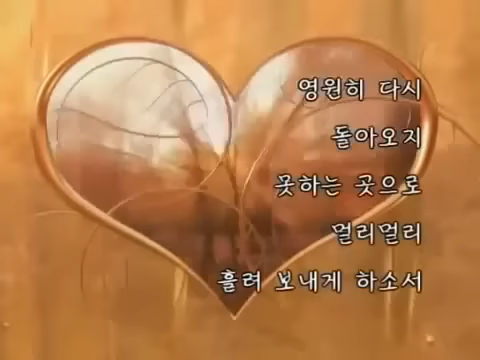 영원히 다시
돌아오지
못하는 곳으로
멀리멀리
흘려 보내게 하소서